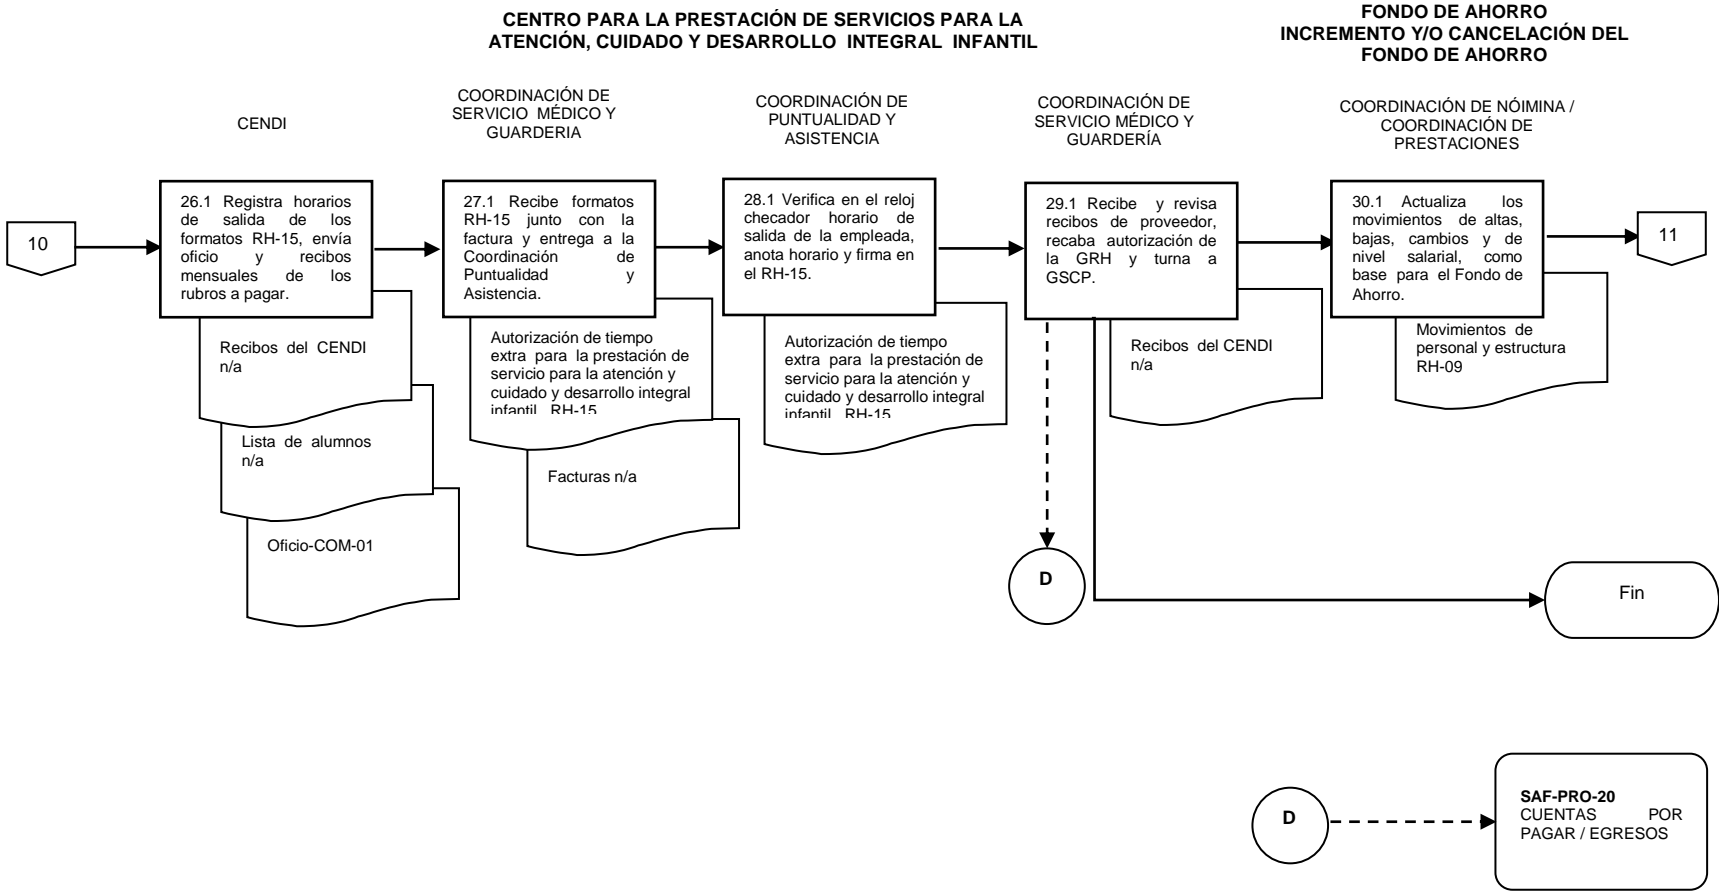 CENTRO PARA LA PRESTACIÓN DE SERVICIOS PARA LA
ATENCIÓN, CUIDADO Y DESARROLLO INTEGRAL INFANTIL
FONDO DE AHORRO
INCREMENTO Y/O CANCELACIÓN DEL
FONDO DE AHORRO
CENDI
COORDINACIÓN DE
SERVICIO MÉDICO Y
GUARDERIA
COORDINACIÓN DE
PUNTUALIDAD Y
ASISTENCIA
COORDINACIÓN DE
SERVICIO MÉDICO Y
GUARDERÍA
COORDINACIÓN DE NÓIMINA /
COORDINACIÓN DE
PRESTACIONES
10
26.1 Registra horarios
de salida de los
formatos RH-15, envía
oficio y recibos
mensuales de los
rubros a pagar.
27.1 Recibe formatos
RH-15 junto con la
factura y entrega a la
Coordinación de
Puntualidad y
Asistencia.
28.1 Verifica en el reloj
checador horario de
salida de la empleada,
anota horario y firma en
el RH-15.
29.1 Recibe y revisa
recibos de proveedor,
recaba autorización de
la GRH y turna a
GSCP.
30.1 Actualiza los
movimientos de altas,
bajas, cambios y de
nivel salarial, como
base para el Fondo de
Ahorro.
11
Recibos del CENDI
n/a
Lista de alumnos
n/a
Oficio-COM-01
Autorización de tiempo
extra para la prestación de
servicio para la atención y
cuidado y desarrollo integral
infantil RH-15
Facturas n/a
Autorización de tiempo
extra para la prestación de
servicio para la atención y
cuidado y desarrollo integral
infantil RH-15
Recibos del CENDI
n/a
Movimientos de
personal y estructura
RH-09
D
Fin
D
SAF-PRO-20
CUENTAS POR
PAGAR / EGRESOS